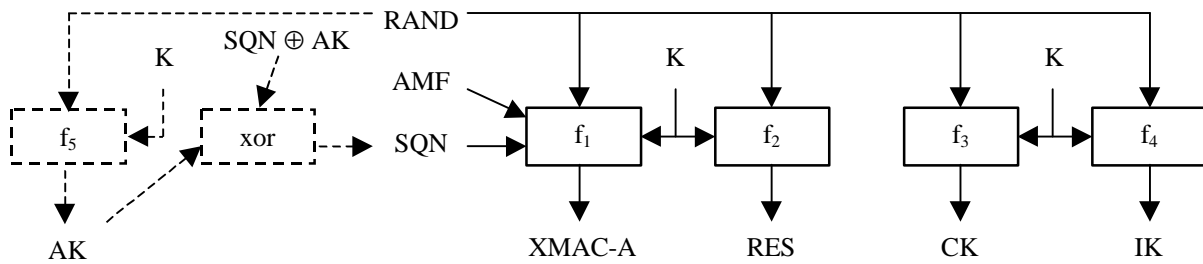 RAND
SQN ⊕ AK
K
K
K
AMF
f5
xor
SQN
f1
f2
f3
f4
AK
XMAC-A
RES
CK
IK